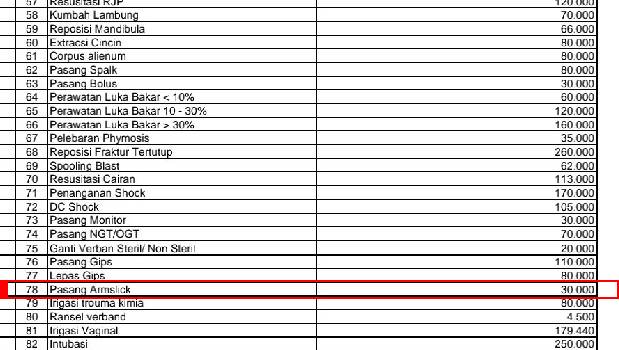 57 Resusitasi RJP 120.000
58 Kumbah Lambung 70.000
59 Reposisi Mandibula 66.000
60 Extracsi Cincin 80.000
61 Corpus alienum 80.000
62 Pasang Spalk 80.000
63 Pasang Bolus 30.000
64 Perawatan Luka Bakar < 10% 60.000
65 Perawatan Luka Bakar 10 - 30% 120.000
66 Perawatan Luka Bakar > 30% 160.000
67 Pelebaran Phymosis 35.000
68 Reposisi Fraktur Tertutup 260.000
69 Spooling Blast 62.000
70 Resusitasi Cairan 113.000
71 Penanganan Shock 170.000
72 DC Shock 105.000
73 Pasang Monitor 30.000
74 Pasang NGT/OGT 70.000
75 Ganti Verban Steril/ Non Steril 20.000
76 Pasang Gips 110.000
77 Lepas Gips 80.000
78 Pasang Armslick 30.000
79 Irigasi trouma kimia 80.000
80 Ransel verband 4.500
81 Irigasi Vaginal 179.440
82 Intubasi 250.000